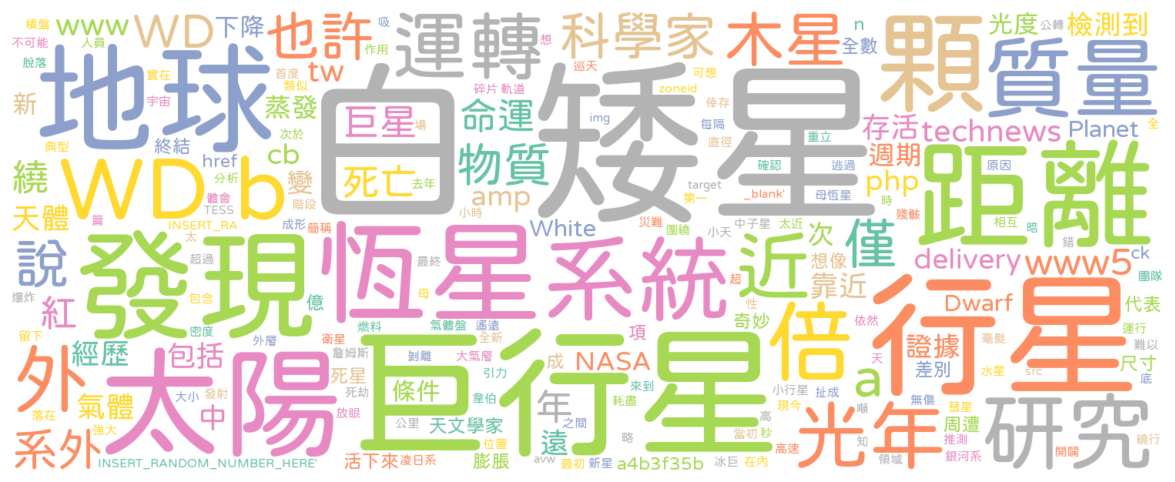 積盤
吸
www
WD
下降
也許
運轉
科學家
木星
光度
n
檢測到
不可能
人員
作用
想
巡天
可想
全數
公轉
顆
質量
脫落
實在
首度
類似
tw
碎片
軌道
zoneid
倖存
新
地球
宇宙
蒸發
巨星
場
命運
img
每隔
重立
存活
technews
Planet
全
典型
終結
次於
白矮星
直徑
週期
繞
WD
b
href
cb
死亡
去年
物質
確認
逃過
php
距離
原因
體會
分析
變
階段
amp
target
_blank'
母恆星
時
天體
TESS
小時
第一
殘骸
篇
INSERT_RA
成形
簡稱
White
災難
圍繞
中子星
太近
相互
太
小天
次
僅
暗
錯
說
發現
超過
最終
恆星系統
近
想像
delivery
www5
ck
團隊
爆炸
包含
母
億
超
靠近
紅
密度
性
奇妙
倍
Dwarf
行星
代表
留下
外層
燃料
氣體盤
遙遠
全新
項
依然
運行
經歷
包括
衛星
巨行星
證據
毫髮
難以
外
太陽
詹姆斯
剝離
大氣層
成
NASA
天
差別
尺寸
死星
引力
a
水星
src
氣體
大小
發射
死劫
條件
韋伯
來到
小行星
扯成
無傷
彗星
底
落在
中
放眼
年
耗盡
高
現今
噸
光年
周遭
研究
強大
公里
天文學家
位置
之間
遠
當初
秒
知
推測
繞行
系外
略
高速
銀河系
開闢
INSERT_RANDOM_NUMBER_HERE'
活下來
凌日系
膨脹
avw
最初
新星
a4b3f35b
冰巨
在內
領域